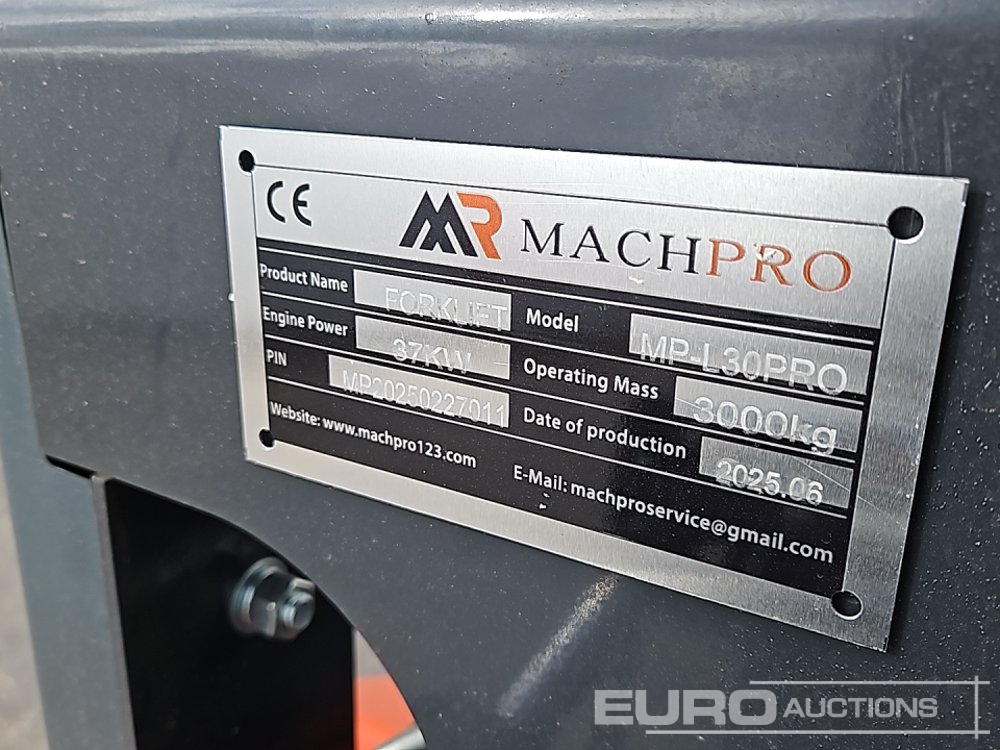 CE MR MACHPRO
Product Name FORKLIFT Model MP-L30PRO
Engine Power 37KW Operating Mass 3000kg
PIN MP20250227011 Date of production 2025.06
Website: www.machpro123.com E-Mail: machproservice@gmail.com
EURO AUCTIONS